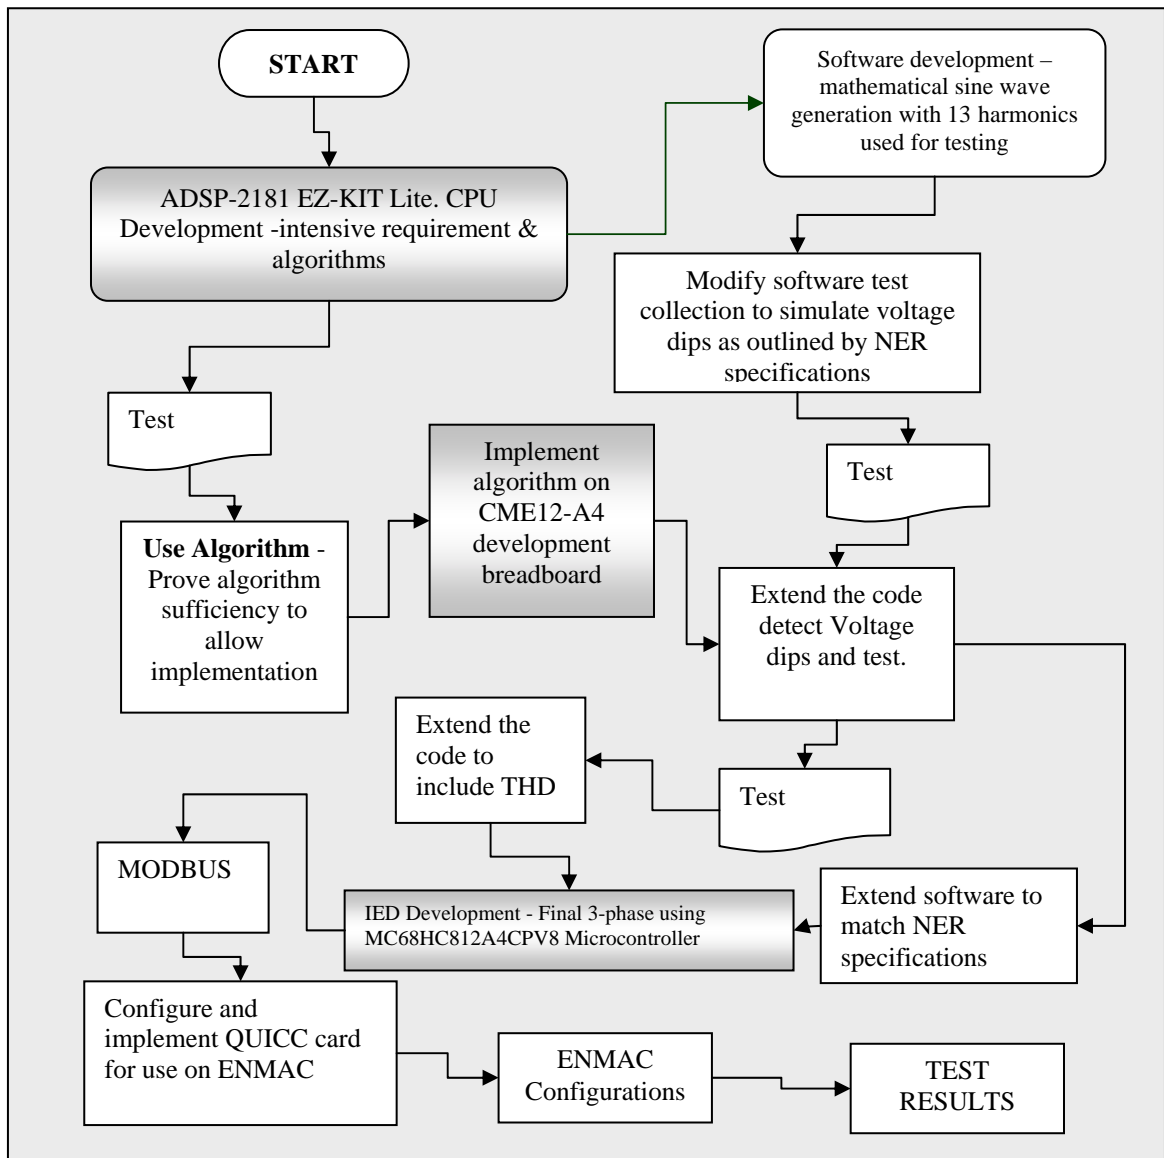 START
Software development –
mathematical sine wave
generation with 13 harmonics
used for testing
ADSP-2181 EZ-KIT Lite. CPU
Development -intensive requirement &
algorithms
Modify software test
collection to simulate voltage
dips as outlined by NER
specifications
Test
Implement
algorithm on
CME12-A4
development
breadboard
Test
Use Algorithm -
Prove algorithm
sufficiency to
allow
implementation
Extend the code
detect Voltage
dips and test.
Extend the
code to
include THD
Test
MODBUS
IED Development - Final 3-phase using
MC68HC812A4CPV8 Microcontroller
Extend software to
match NER
specifications
Configure and
implement QUICC card
for use on ENMAC
ENMAC
Configurations
TEST
RESULTS